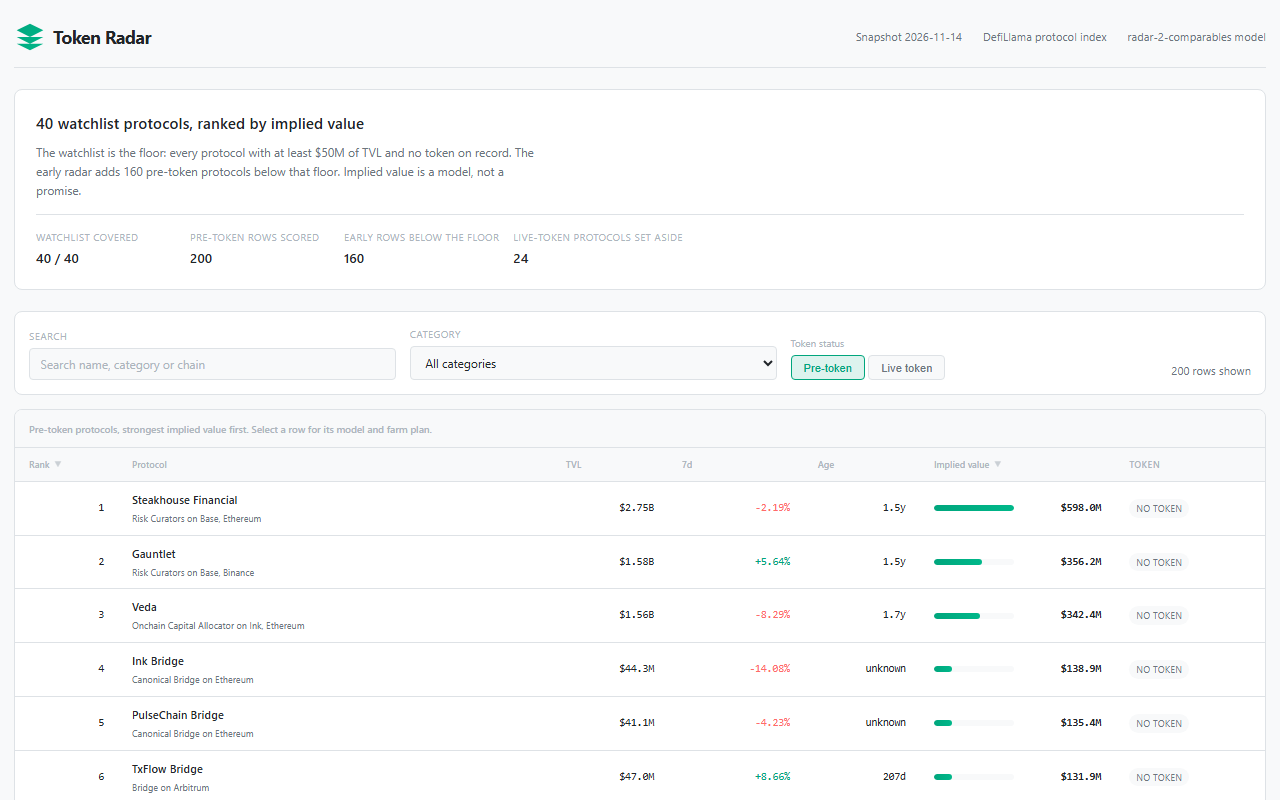 Token Radar
Snapshot 2026-11-14 DefiLlama protocol index radar-2-comparables model
40 watchlist protocols, ranked by implied value
The watchlist is the floor: every protocol with at least $50M of TVL and no token on record. The
early radar adds 160 pre-token protocols below that floor. Implied value is a model, not a
promise.
WATCHLIST COVERED PRE-TOKEN ROWS SCORED EARLY ROWS BELOW THE FLOOR LIVE-TOKEN PROTOCOLS SET ASIDE
40 / 40 200 160 24
SEARCH CATEGORY Token status
Search name, category or chain All categories Pre-token Live token 200 rows shown
Pre-token protocols, strongest implied value first. Select a row for its model and farm plan.
Rank ▼ Protocol TVL 7d Age Implied value ▼ TOKEN
1 Steakhouse Financial $2.75B -2.19% 1.5y $598.0M NO TOKEN
Risk Curators on Base, Ethereum
2 Gauntlet $1.58B +5.64% 1.5y $356.2M NO TOKEN
Risk Curators on Base, Binance
3 Veda $1.56B -8.29% 1.7y $342.4M NO TOKEN
Onchain Capital Allocator on Ink, Ethereum
4 Ink Bridge $44.3M -14.08% unknown $138.9M NO TOKEN
Canonical Bridge on Ethereum
5 PulseChain Bridge $41.1M -4.23% unknown $135.4M NO TOKEN
Canonical Bridge on Ethereum
6 TxFlow Bridge $47.0M +8.66% 207d $131.9M NO TOKEN
Bridge on Arbitrum